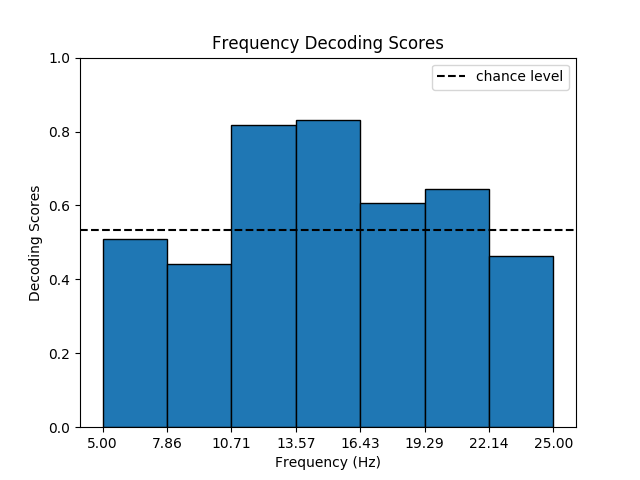 Frequency Decoding Scores
1.0
chance level
0.8
0.6
Decoding Scores
0.4
0.2
0.0
5.00 7.86 10.71 13.57 16.43 19.29 22.14 25.00
Frequency (Hz)